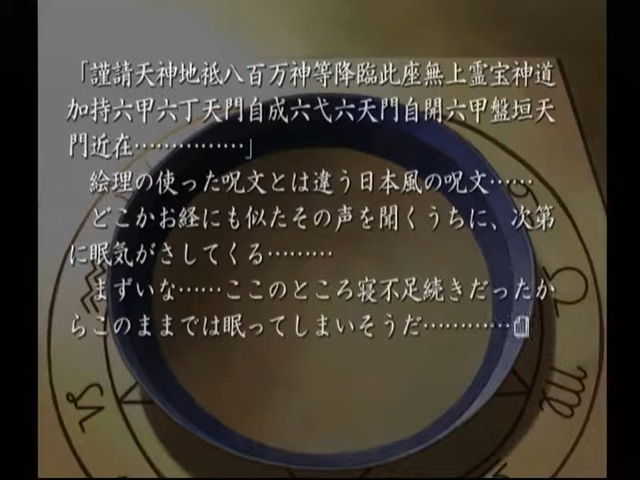 「謹請天神地祇八百万神等降臨此座無上霊宝神道
加持六甲六丁天門自成六弋六天門自開六甲盤垣天
門近在……………」
絵理の使った呪文とは違う日本風の呪文……
どこかお経にも似たその声を聞くうちに、次第
に眠気がさしてくる………
まずいな……ここのところ寝不足続きだったか
らこのままでは眠ってしまいそうだ…………